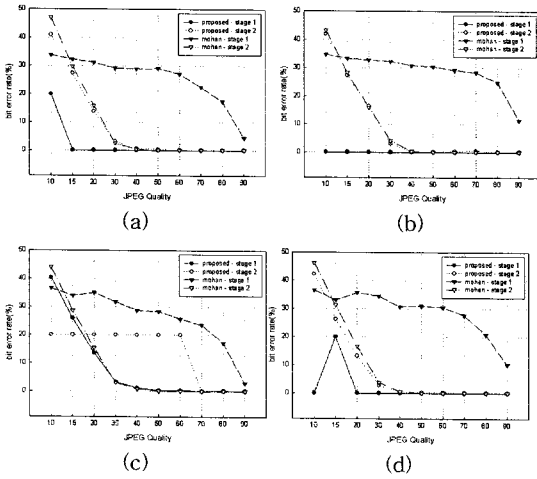 proposed - stage 1
proposed - stage 2
mohan - stage 1
mohan - stage 2
50
40
30
20
10
0
bit error rate(%)
10 15 20 30 40 50 60 70 80 90
JPEG Quality
(a)
proposed - stage 1
proposed - stage 2
mohan - stage 1
mohan - stage 2
50
40
30
20
10
0
bit error rate(%)
10 15 20 30 40 50 60 70 80 90
JPEG Quality
(b)
proposed - stage 1
proposed - stage 2
mohan - stage 1
mohan - stage 2
50
40
30
20
10
0
bit error rate(%)
10 15 20 30 40 50 60 70 80 90
JPEG Quality
(c)
proposed - stage 1
proposed - stage 2
mohan - stage 1
mohan - stage 2
50
40
30
20
10
0
bit error rate(%)
10 15 20 30 40 50 60 70 80 90
JPEG Quality
(d)